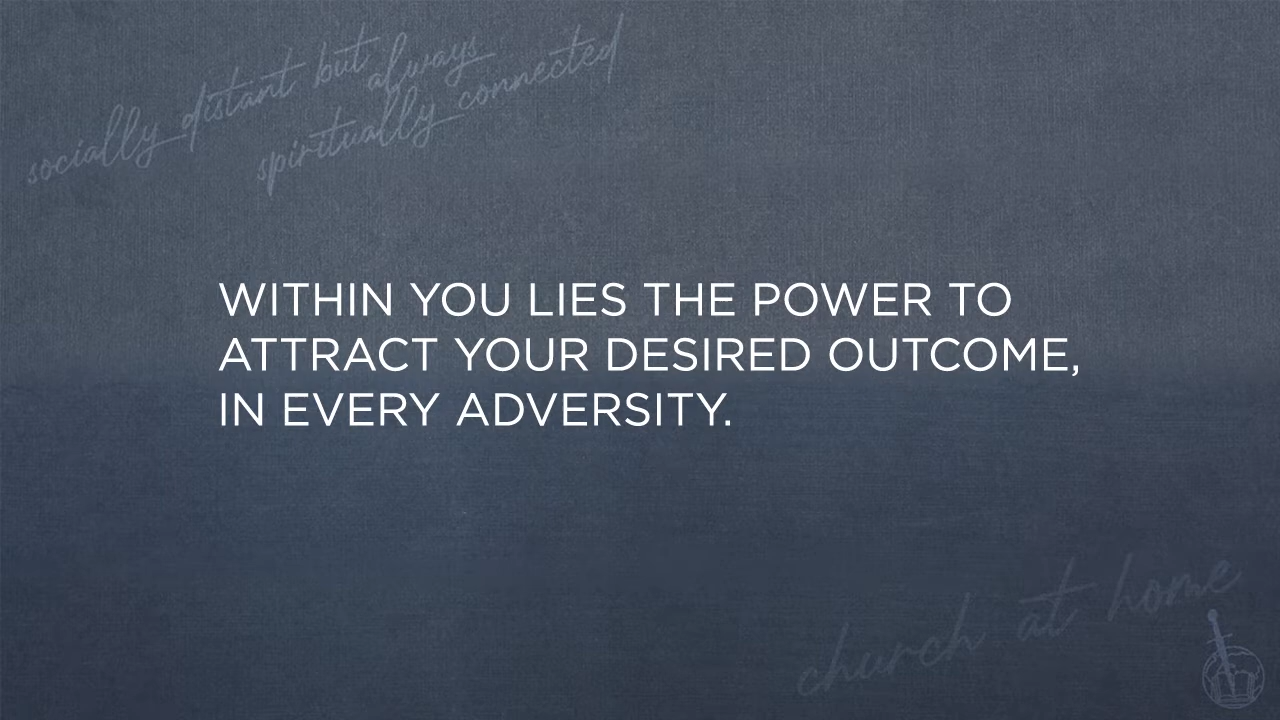 socially distant but always
spiritually connected
WITHIN YOU LIES THE POWER TO
ATTRACT YOUR DESIRED OUTCOME,
IN EVERY ADVERSITY.
church at home